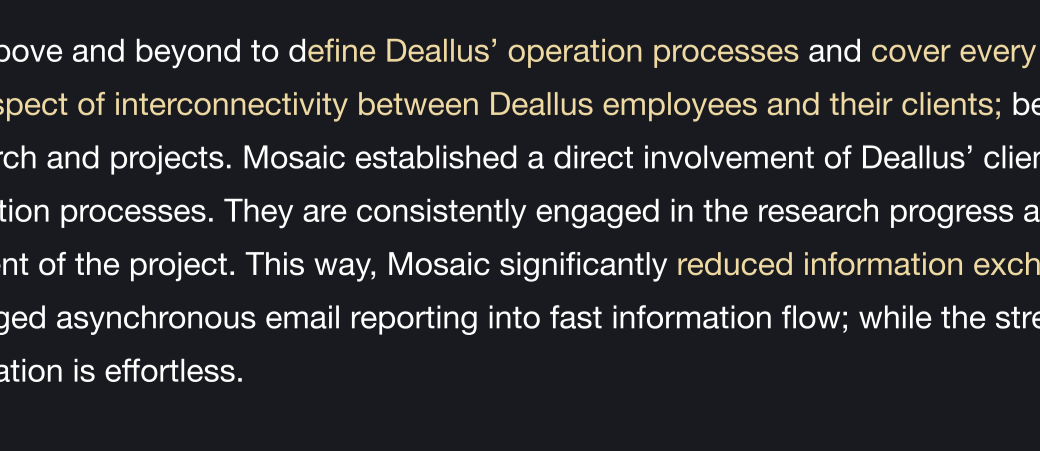 bove and beyond to define Deallus’ operation processes and cover every
spect of interconnectivity between Deallus employees and their clients; be
rch and projects. Mosaic established a direct involvement of Deallus’ clien
tion processes. They are consistently engaged in the research progress a
nt of the project. This way, Mosaic significantly reduced information exch
ged asynchronous email reporting into fast information flow; while the stre
ation is effortless.